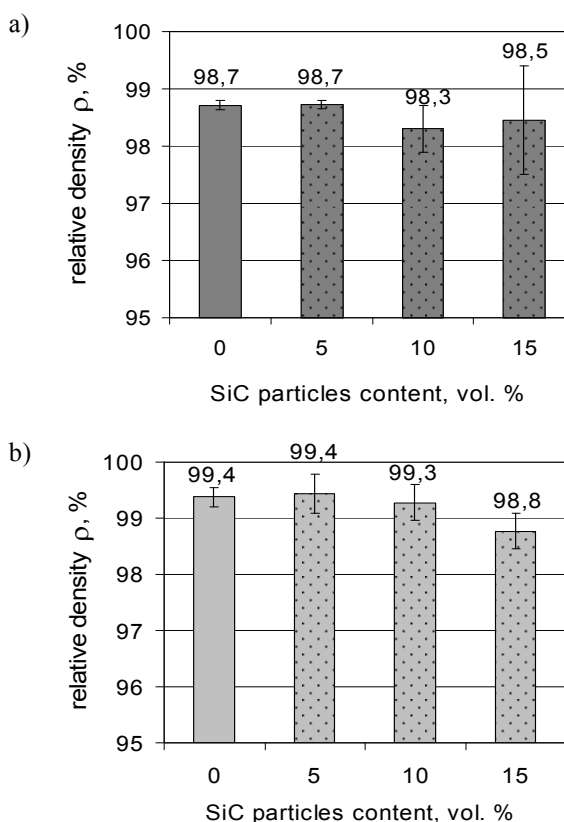 a)
relative density ρ, %
100
99
98
97
96
95
98,7
98,7
98,3
98,5
0 5 10 15
SiC particles content, vol. %
b)
relative density ρ, %
100
99
98
97
96
95
99,4
99,4
99,3
98,8
0 5 10 15
SiC particles content, vol. %